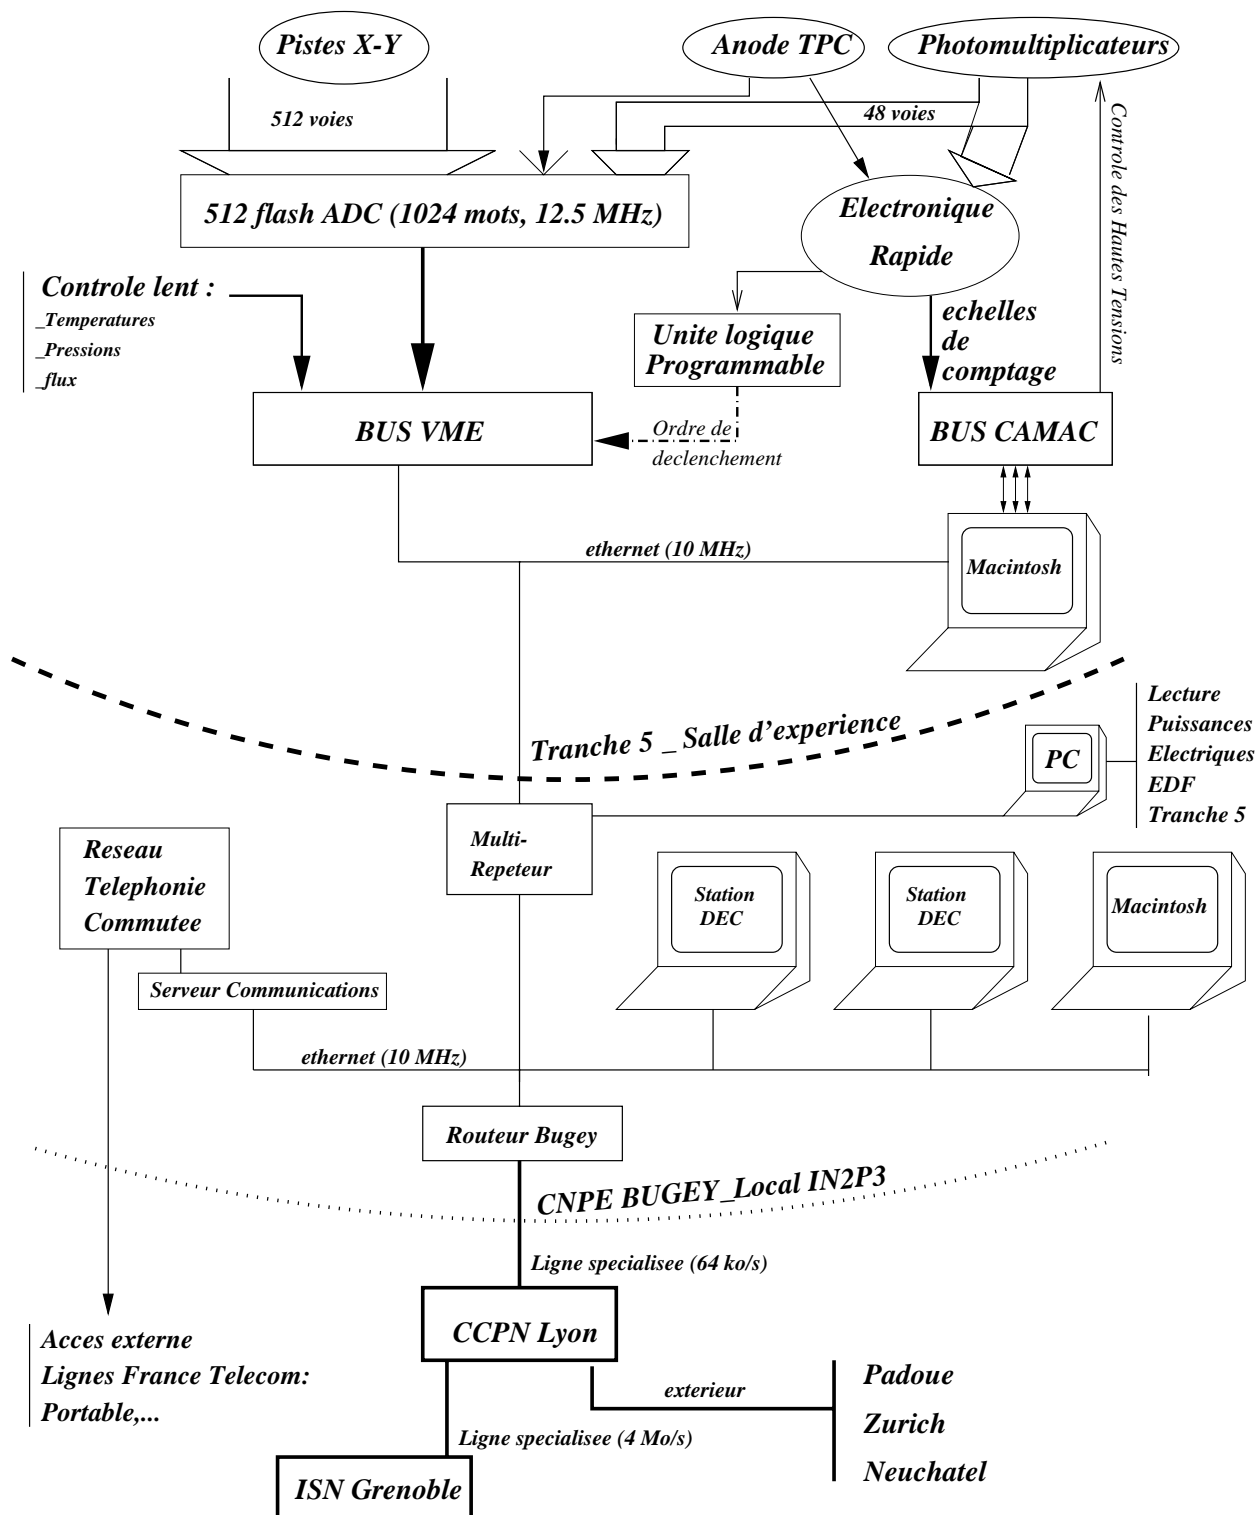 Pistes X-Y
Anode TPC
Photomultiplicateurs
512 voies
48 voies
Controle des Hautes Tensions
512 flash ADC (1024 mots, 12.5 MHz)
Electronique
Rapide
Controle lent :
_Temperatures
_Pressions
_flux
Unite logique
Programmable
echelles
de
comptage
BUS VME
Ordre de
declenchement
BUS CAMAC
ethernet (10 MHz)
Macintosh
Tranche 5 _ Salle d'experience
Lecture
Puissances
Electriques
EDF
Tranche 5
PC
Multi-
Repeteur
Reseau
Telephonie
Commutee
Station
DEC
Station
DEC
Macintosh
Serveur Communications
ethernet (10 MHz)
Routeur Bugey
CNPE BUGEY_Local IN2P3
Ligne specialisee (64 ko/s)
CCPN Lyon
Acces externe
Lignes France Telecom:
Portable,...
exterieur
Padoue
Zurich
Neuchatel
Ligne specialisee (4 Mo/s)
ISN Grenoble